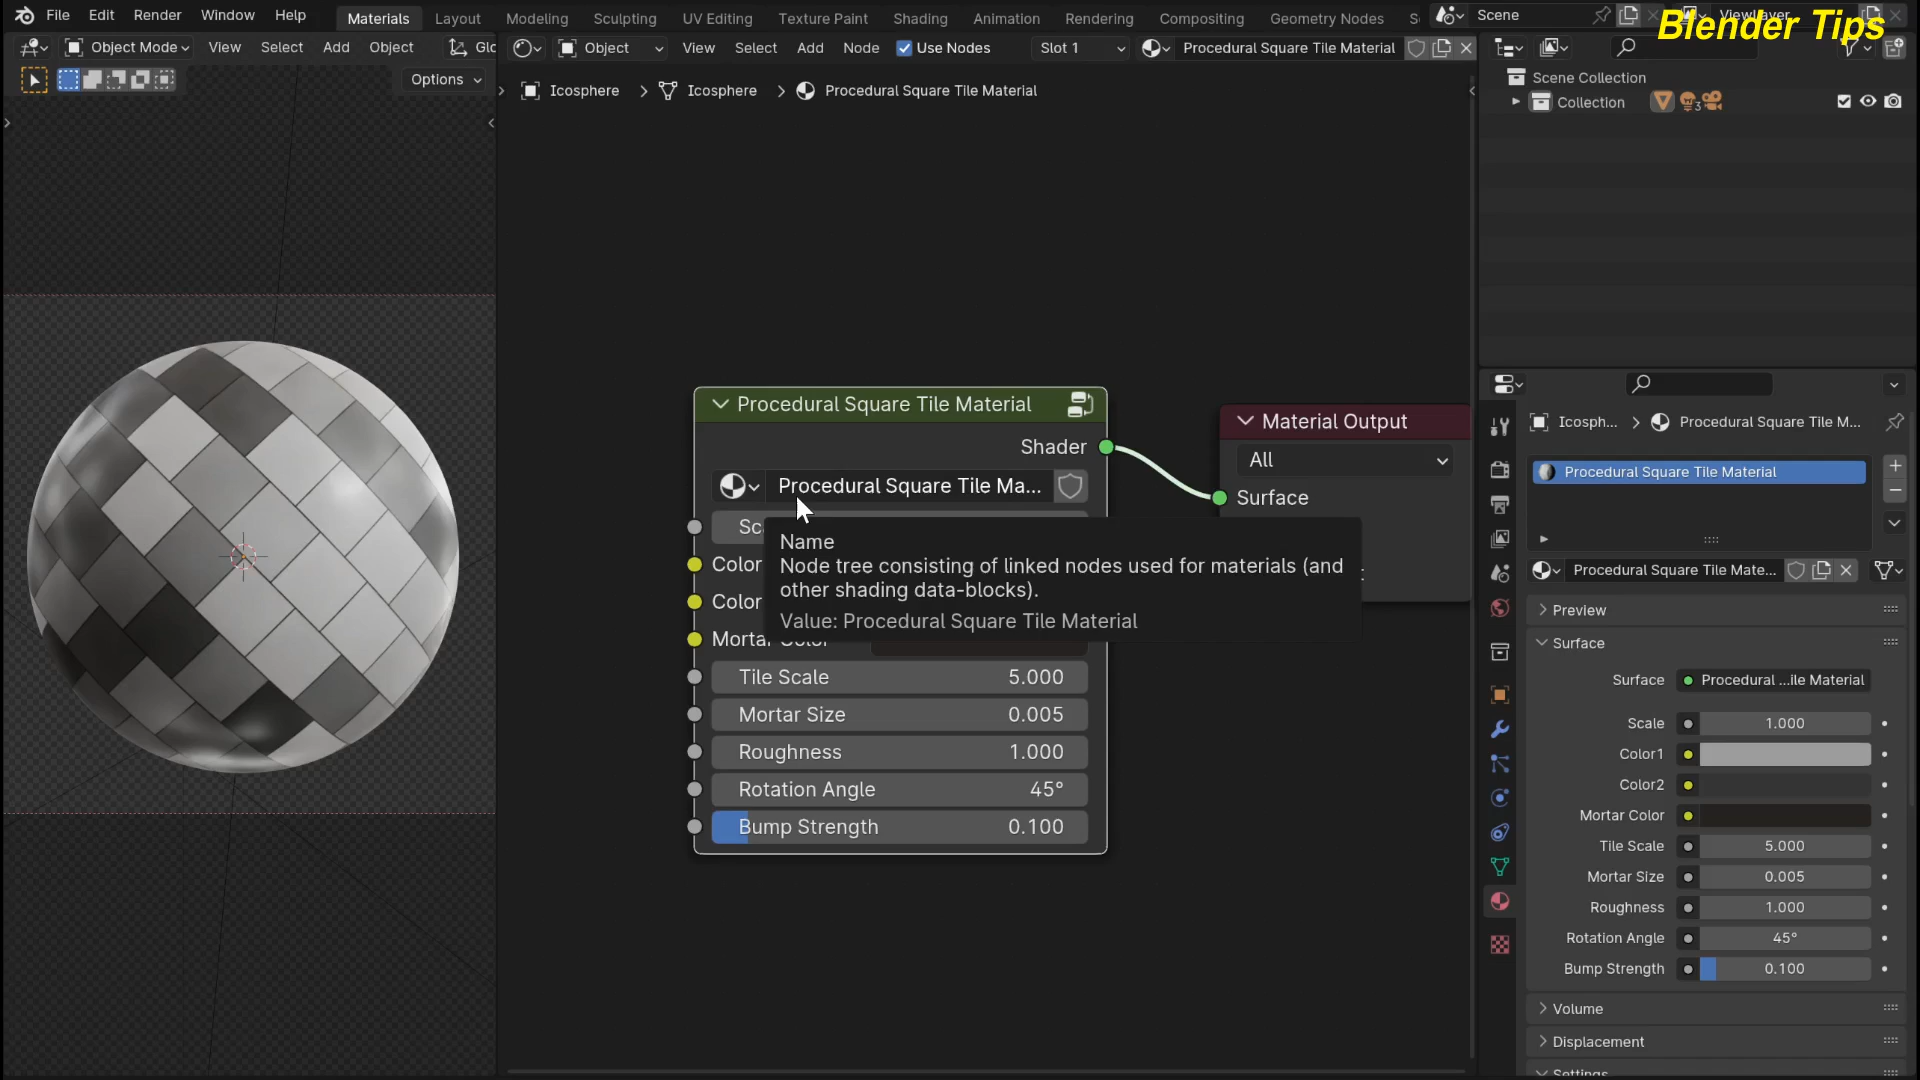 File Edit Render Window Help Materials Layout Modeling Sculpting UV Editing Texture Paint Shading Animation Rendering Compositing Geometry Nodes Scene ViewLayer
Blender Tips
Object Mode View Select Add Object
Object View Select Add Node Use Nodes Slot 1 Procedural Square Tile Material
Options
Icosphere Icosphere Procedural Square Tile Material
Scene Collection
Collection 3
Procedural Square Tile Material
Shader
Procedural Square Tile Ma...
Color
Color
Tile Scale 5.000
Mortar Size 0.005
Roughness 1.000
Rotation Angle 45°
Bump Strength 0.100
Name
Node tree consisting of linked nodes used for materials (and
other shading data-blocks).
Value: Procedural Square Tile Material
Material Output
All
Surface
Icosph... Procedural Square Tile M...
Procedural Square Tile Material
Procedural Square Tile Mate...
Preview
Surface
Surface Procedural ...ile Material
Scale 1.000
Color1
Color2
Mortar Color
Tile Scale 5.000
Mortar Size 0.005
Roughness 1.000
Rotation Angle 45°
Bump Strength 0.100
Volume
Displacement
Settings